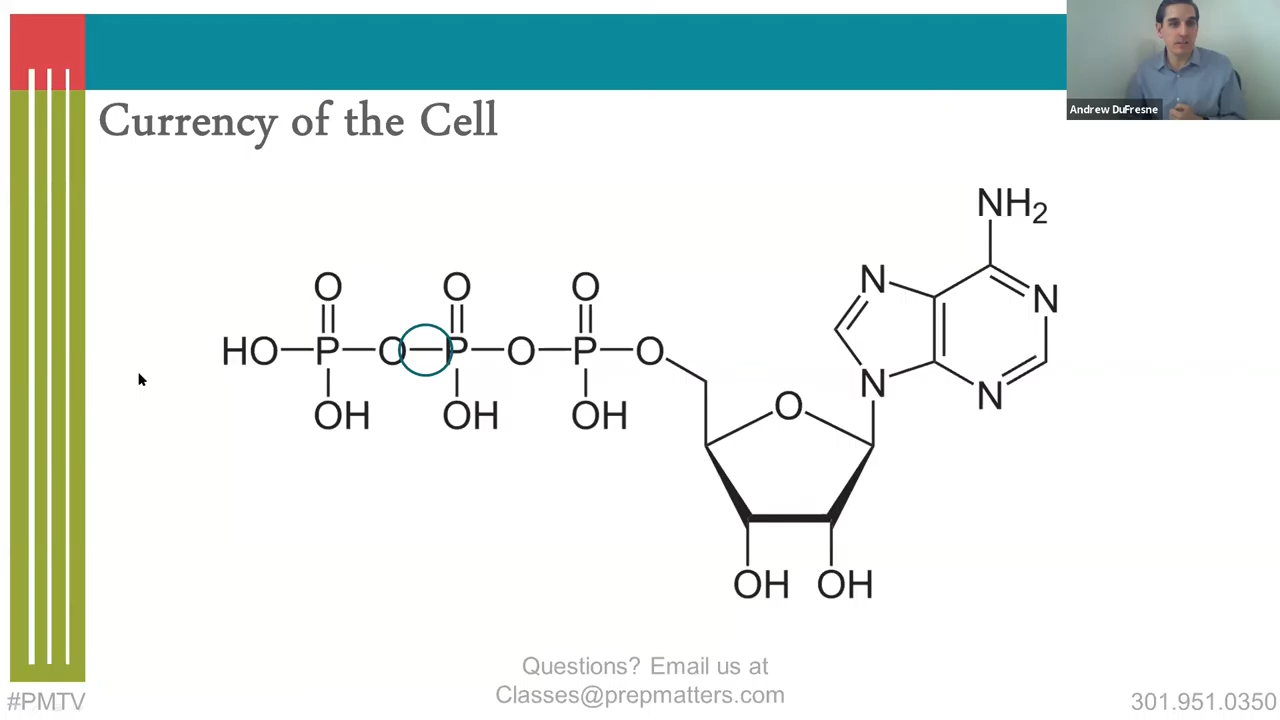 Andrew DuFresne
Currency of the Cell
NH2
O O O N N
HO P O P O P O
OH OH OH N N
O
OH OH
Questions? Email us at
Classes@prepmatters.com
#PMTV
301.951.0350